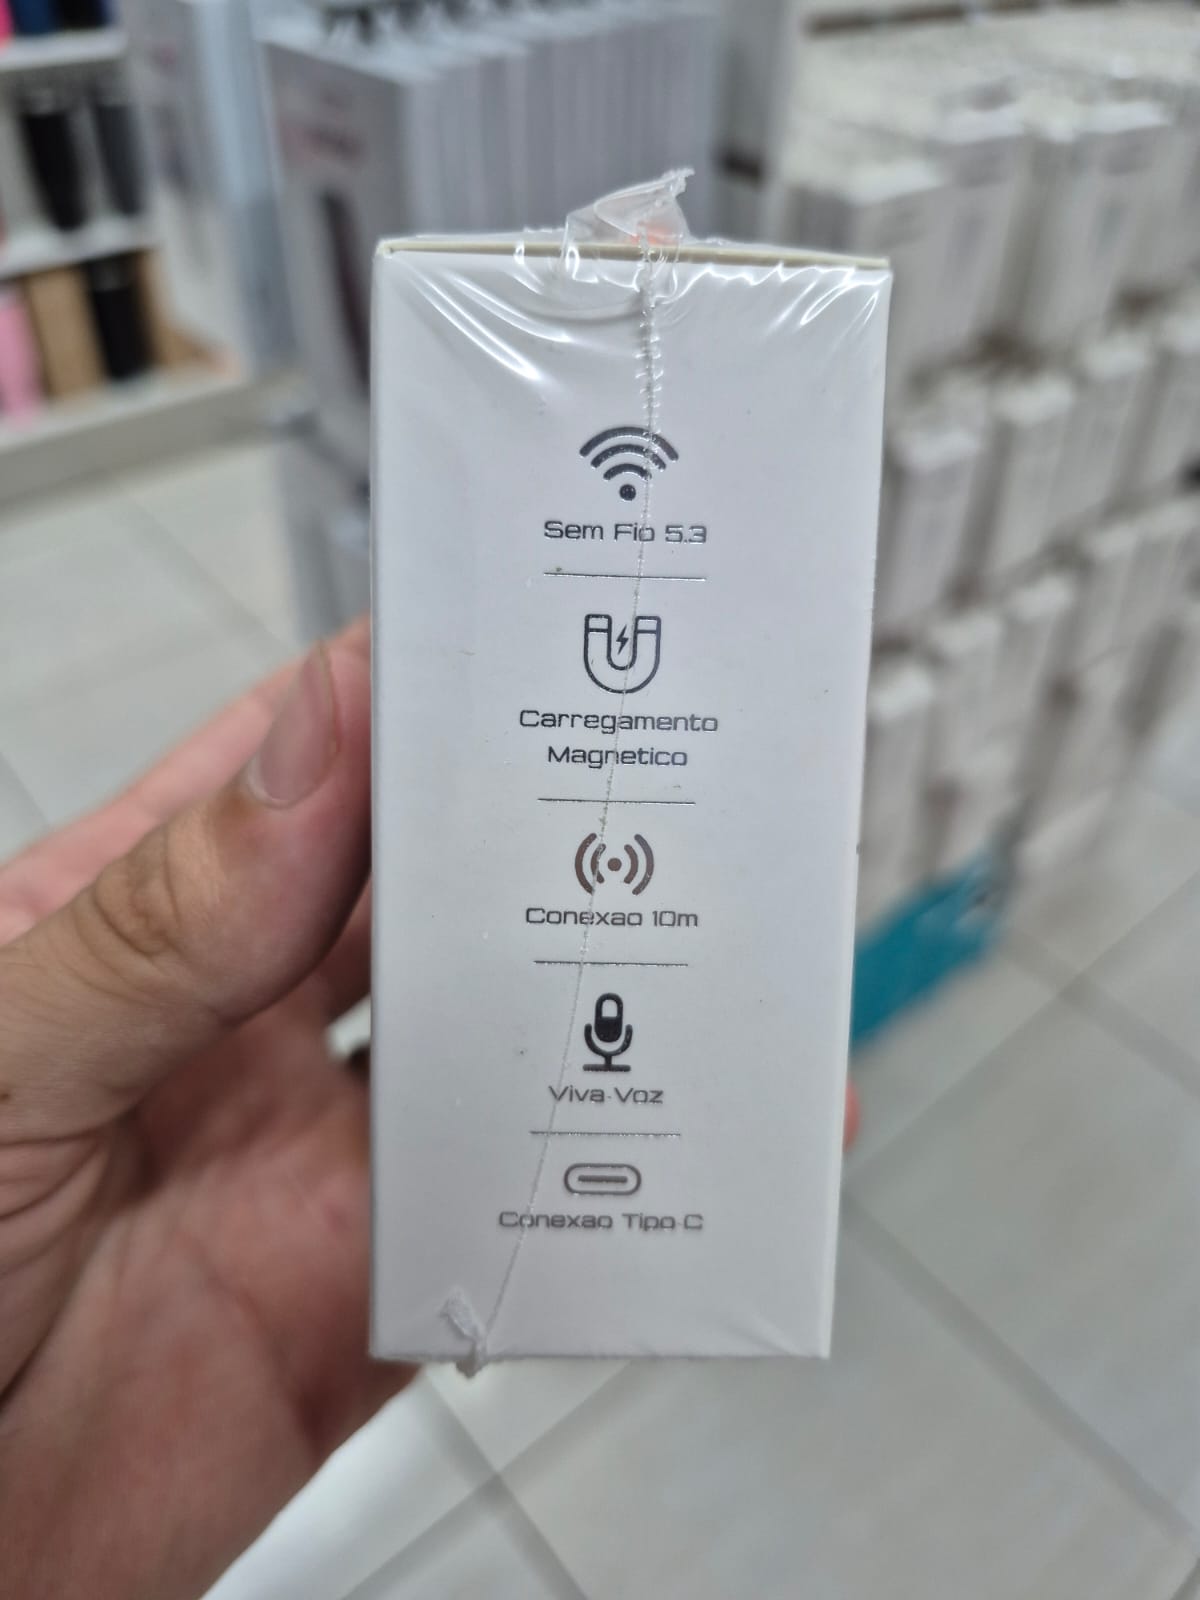 Sem Fio 5.3
Carregamento
Magnetico
Conexao 10m
Viva-Voz
Conexao Tipo C